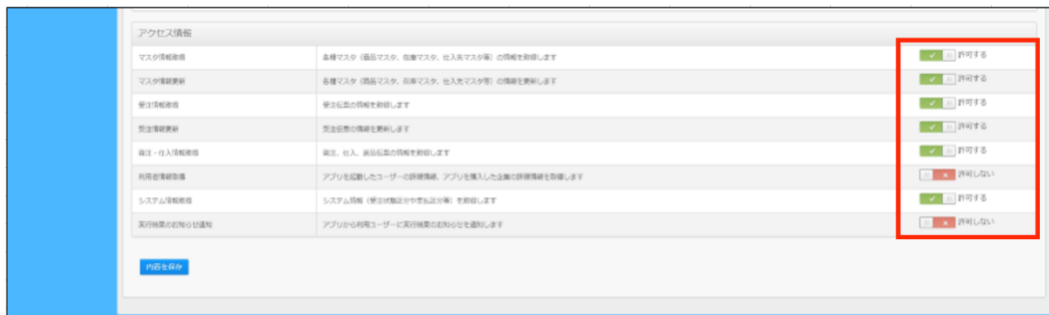 アクセス情報
マスタ情報取得 各種マスタ（商品マスタ、在庫マスタ、仕入先マスタ等）の情報を取得します 許可する
マスタ情報更新 各種マスタ（商品マスタ、在庫マスタ、仕入先マスタ等）の情報を更新します 許可する
受注情報取得 受注伝票の情報を取得します 許可する
受注情報更新 受注伝票の情報を更新します 許可する
発注・仕入情報取得 発注、仕入、返品伝票の情報を取得します 許可する
利用者情報取得 アプリを起動したユーザーの詳細情報、アプリを購入した企業の詳細情報を取得します 許可しない
システム情報取得 システム情報（受注状態区分や支払区分等）を取得します 許可する
実行結果のお知らせ通知 アプリから利用ユーザーに実行結果のお知らせを通知します 許可しない
内容を保存